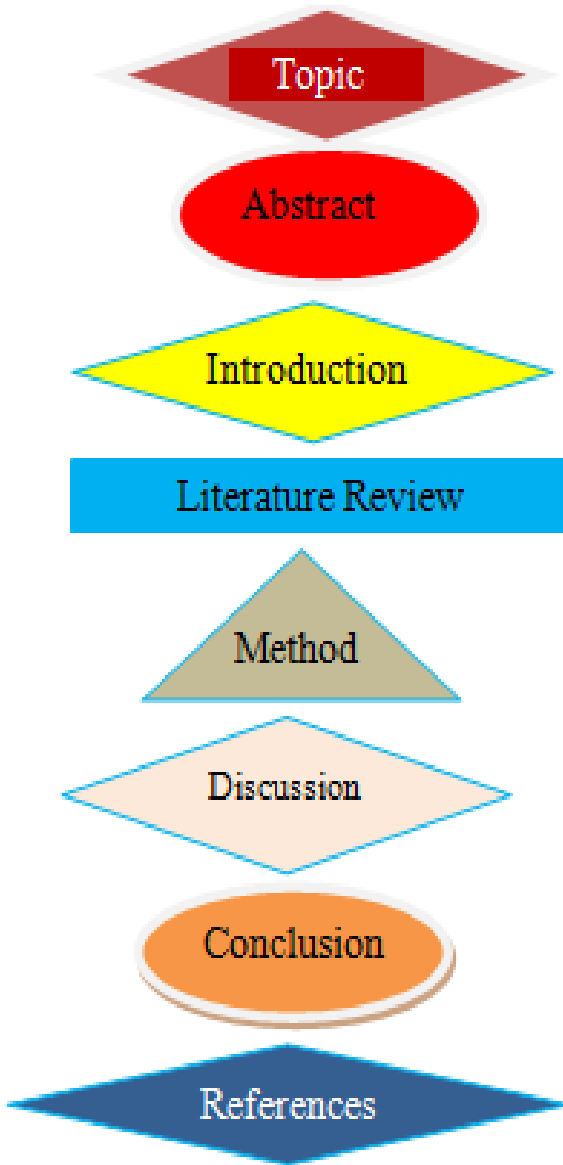 Topic
Abstract
Introduction
Literature Review
Method
Discussion
Conclusion
References